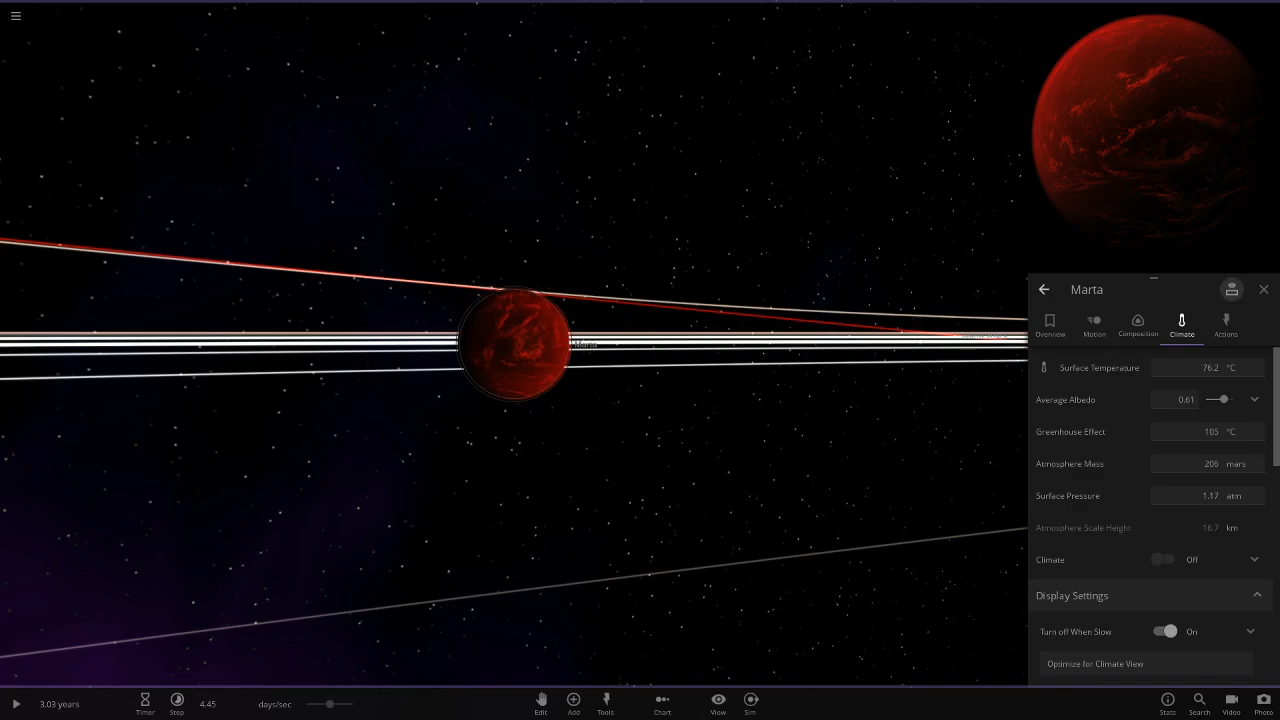 Marta
Marta
Overview Motion Composition Climate Actions
Surface Temperature 76.2 °C
Average Albedo 0.61
Greenhouse Effect 105 °C
Atmosphere Mass 206 mars
Surface Pressure 1.17 atm
Atmosphere Scale Height 16.7 km
Climate Off
Display Settings
Turn off When Slow On
Optimize for Climate View
3.03 years Timer Step 4.45 days/sec Edit Add Tools Chart View Sim Stats Search Video Photo